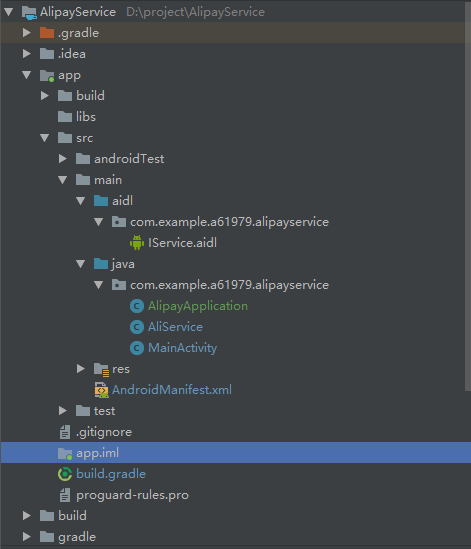 AlipayService D:\project\AlipayService
.gradle
.idea
app
build
libs
src
androidTest
main
aidl
com.example.a61979.alipayservice
IService.aidl
java
com.example.a61979.alipayservice
AlipayApplication
AliService
MainActivity
res
AndroidManifest.xml
test
.gitignore
app.iml
build.gradle
proguard-rules.pro
build
gradle